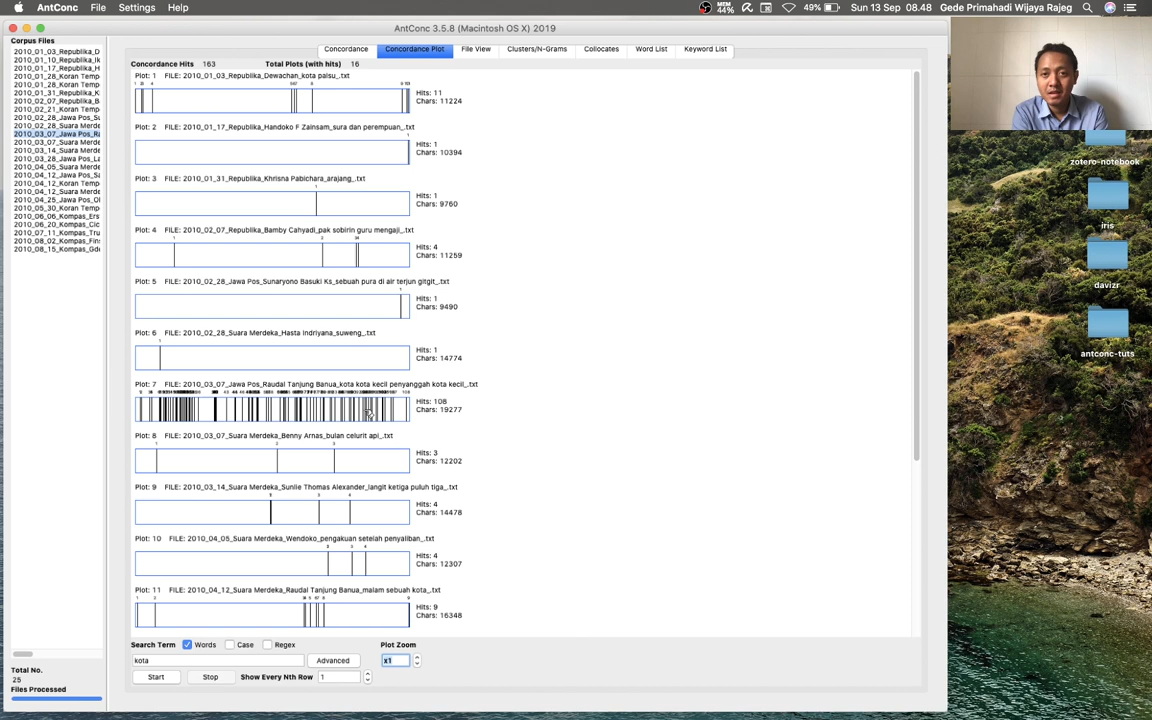 AntConc File Settings Help MEM 44% 49% Sun 13 Sep 08.48 Gede Primahadi Wijaya Rajeg
AntConc 3.5.8 (Macintosh OS X) 2019
Corpus Files
2010_01_03_Republika_D
2010_01_10_Republika_Ik
2010_01_17_Republika_H
2010_01_28_Koran Temp
2010_01_28_Koran Temp
2010_01_31_Republika_K
2010_02_07_Republika_B
2010_02_21_Koran Temp
2010_02_28_Jawa Pos_Su
2010_02_28_Suara Merde
2010_03_07_Jawa Pos_Ra
2010_03_07_Suara Merde
2010_03_14_Suara Merde
2010_03_28_Jawa Pos_La
2010_04_05_Suara Merde
2010_04_12_Jawa Pos_Sa
2010_04_12_Koran Temp
2010_04_12_Suara Merde
2010_04_25_Jawa Pos_Ol
2010_05_30_Koran Temp
2010_06_06_Kompas_Ers
2010_06_20_Kompas_Cic
2010_07_11_Kompas_Tru
2010_08_02_Kompas_Fin
2010_08_15_Kompas_Gde
Total No.
25
Files Processed
Concordance Concordance Plot File View Clusters/N-Grams Collocates Word List Keyword List
Concordance Hits 163 Total Plots (with hits) 16
Plot: 1 FILE: 2010_01_03_Republika_Dewachan_kota palsu_.txt
Hits: 11
Chars: 11224
Plot: 2 FILE: 2010_01_17_Republika_Handoko F Zainsam_sura dan perempuan_.txt
Hits: 1
Chars: 10394
Plot: 3 FILE: 2010_01_31_Republika_Khrisna Pabichara_arajang_.txt
Hits: 1
Chars: 9760
Plot: 4 FILE: 2010_02_07_Republika_Bamby Cahyadi_pak sobirin guru mengaji_.txt
Hits: 4
Chars: 11259
Plot: 5 FILE: 2010_02_28_Jawa Pos_Sunaryono Basuki Ks_sebuah pura di air terjun gitgit_.txt
Hits: 1
Chars: 9490
Plot: 6 FILE: 2010_02_28_Suara Merdeka_Hasta Indriyana_suweng_.txt
Hits: 1
Chars: 14774
Plot: 7 FILE: 2010_03_07_Jawa Pos_Raudal Tanjung Banua_kota kota kecil penyanggah kota kecil_.txt
Hits: 108
Chars: 19277
Plot: 8 FILE: 2010_03_07_Suara Merdeka_Benny Arnas_bulan celurit api_.txt
Hits: 3
Chars: 12202
Plot: 9 FILE: 2010_03_14_Suara Merdeka_Sunlie Thomas Alexander_langit ketiga puluh tiga_.txt
Hits: 4
Chars: 14478
Plot: 10 FILE: 2010_04_05_Suara Merdeka_Wendoko_pengakuan setelah penyaliban_.txt
Hits: 4
Chars: 12307
Plot: 11 FILE: 2010_04_12_Suara Merdeka_Raudal Tanjung Banua_malam sebuah kota_.txt
Hits: 9
Chars: 16348
Search Term Words Case Regex Plot Zoom
kota Advanced x1
Start Stop Show Every Nth Row 1
zotero-notebook
iris
davizr
antconc-tuts